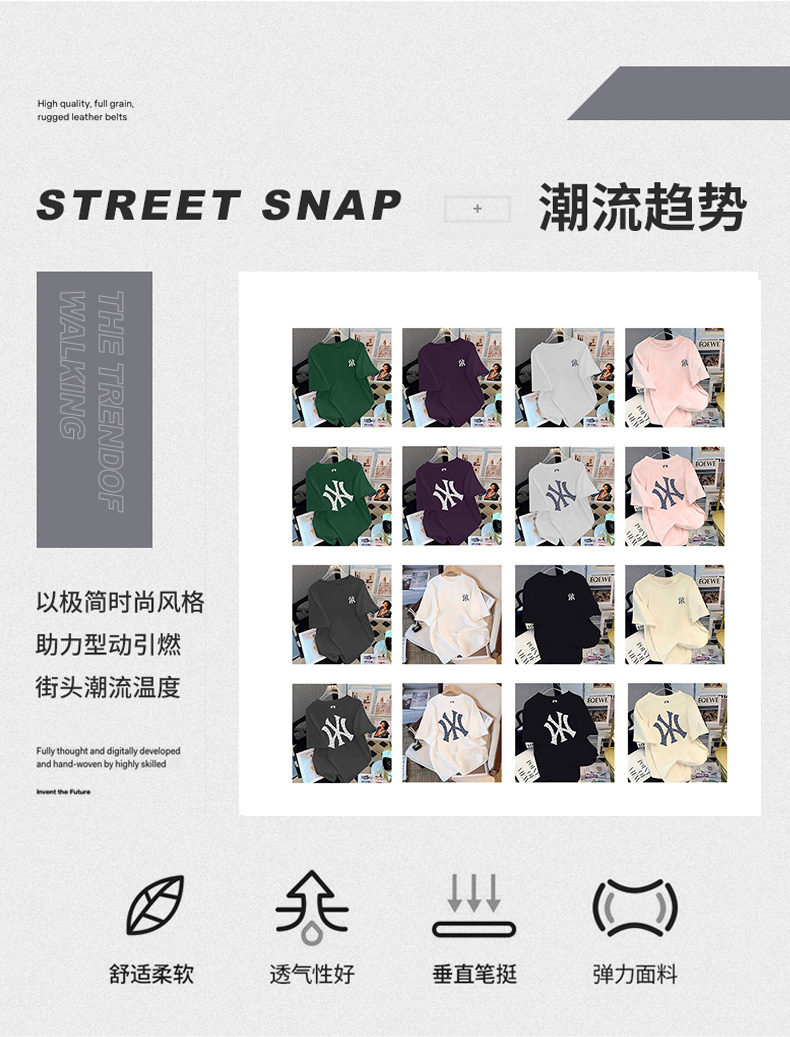 High quality, full grain,
rugged leather belts
STREET SNAP
+
潮流趋势
THE TRENDOF
WALKING
以极简时尚风格
助力型动引燃
街头潮流温度
Fully thought and digitally developed
and hand-woven by highly skilled
Invent the Future
舒适柔软
透气性好
垂直笔挺
弹力面料